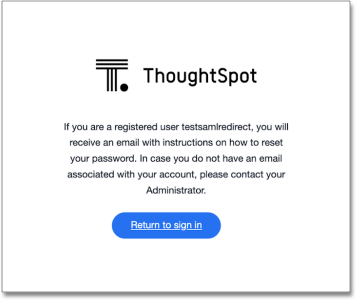 ThoughtSpot
If you are a registered user testsamlredirect, you will
receive an email with instructions on how to reset
your password. In case you do not have an email
associated with your account, please contact your
Administrator.
Return to sign in